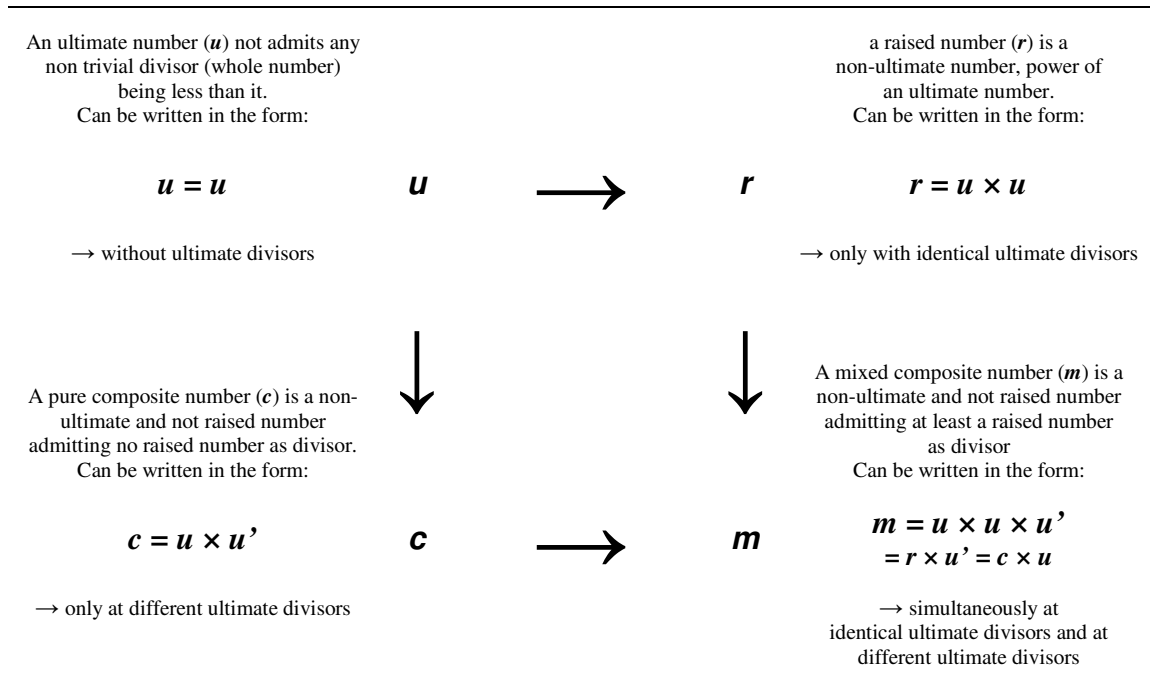 An ultimate number (u) not admits any
non trivial divisor (whole number)
being less than it.
Can be written in the form:
a raised number (r) is a
non-ultimate number, power of
an ultimate number.
Can be written in the form:
u = u
u
→
r
r = u × u
→ without ultimate divisors
→ only with identical ultimate divisors
↓
↓
A pure composite number (c) is a non-
ultimate and not raised number
admitting no raised number as divisor.
Can be written in the form:
A mixed composite number (m) is a
non-ultimate and not raised number
admitting at least a raised number
as divisor
Can be written in the form:
c = u × u’
c
→
m
m = u × u × u’
= r × u’ = c × u
→ only at different ultimate divisors
→ simultaneously at
identical ultimate divisors and at
different ultimate divisors